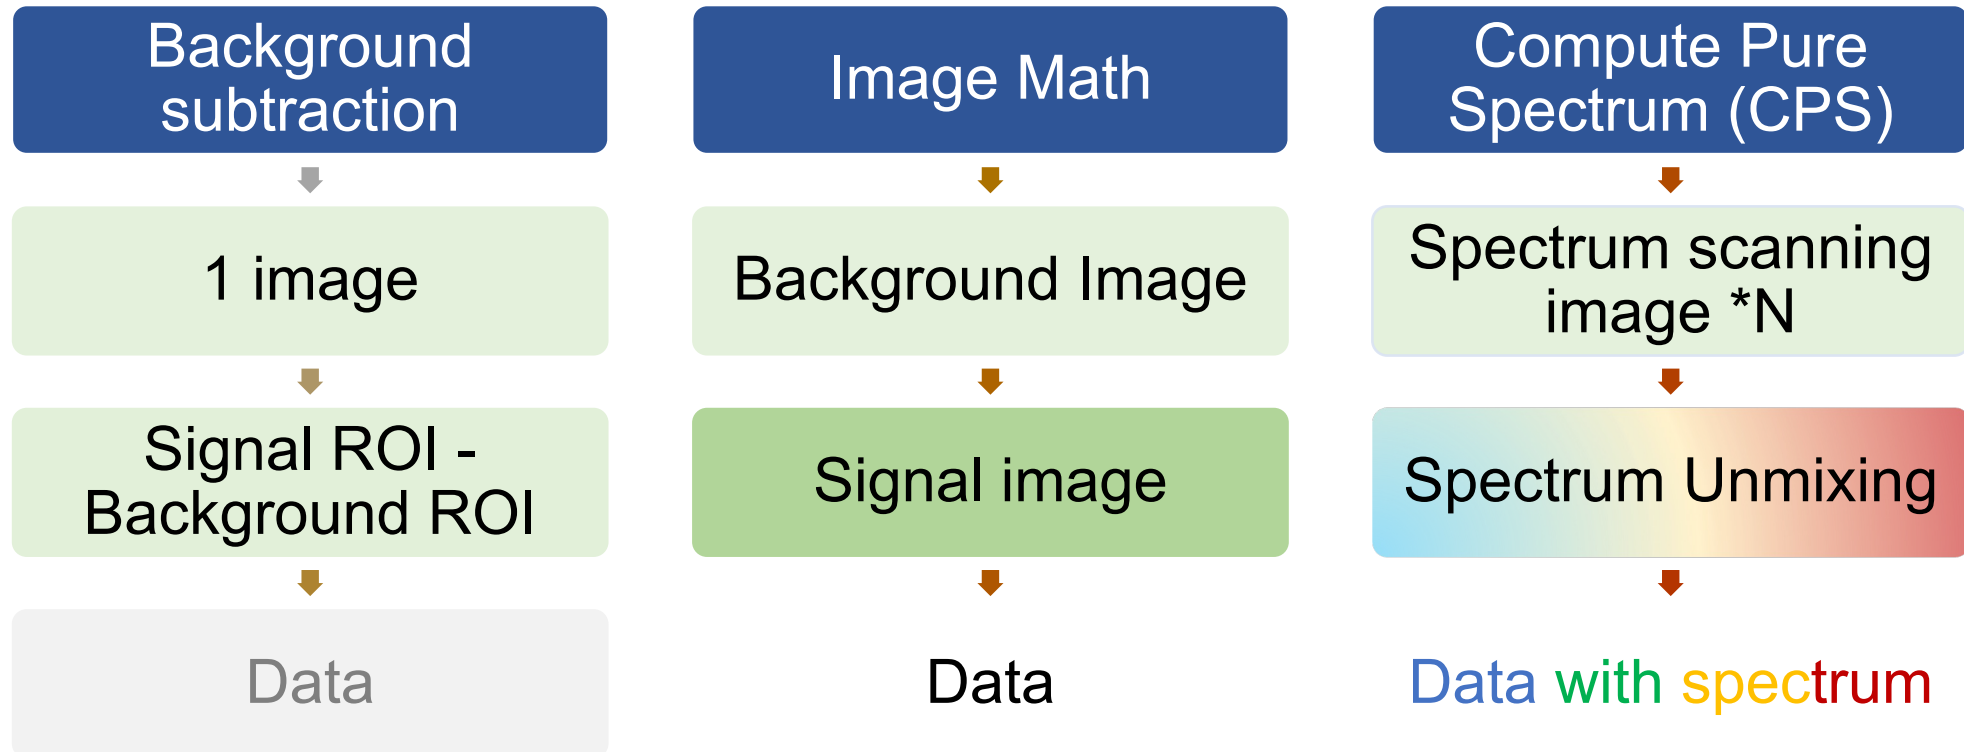 Background
subtraction
1 image
Signal ROI -
Background ROI
Data
Image Math
Background Image
Signal image
Data
Compute Pure
Spectrum (CPS)
Spectrum scanning
image *N
Spectrum Unmixing
Data with spectrum